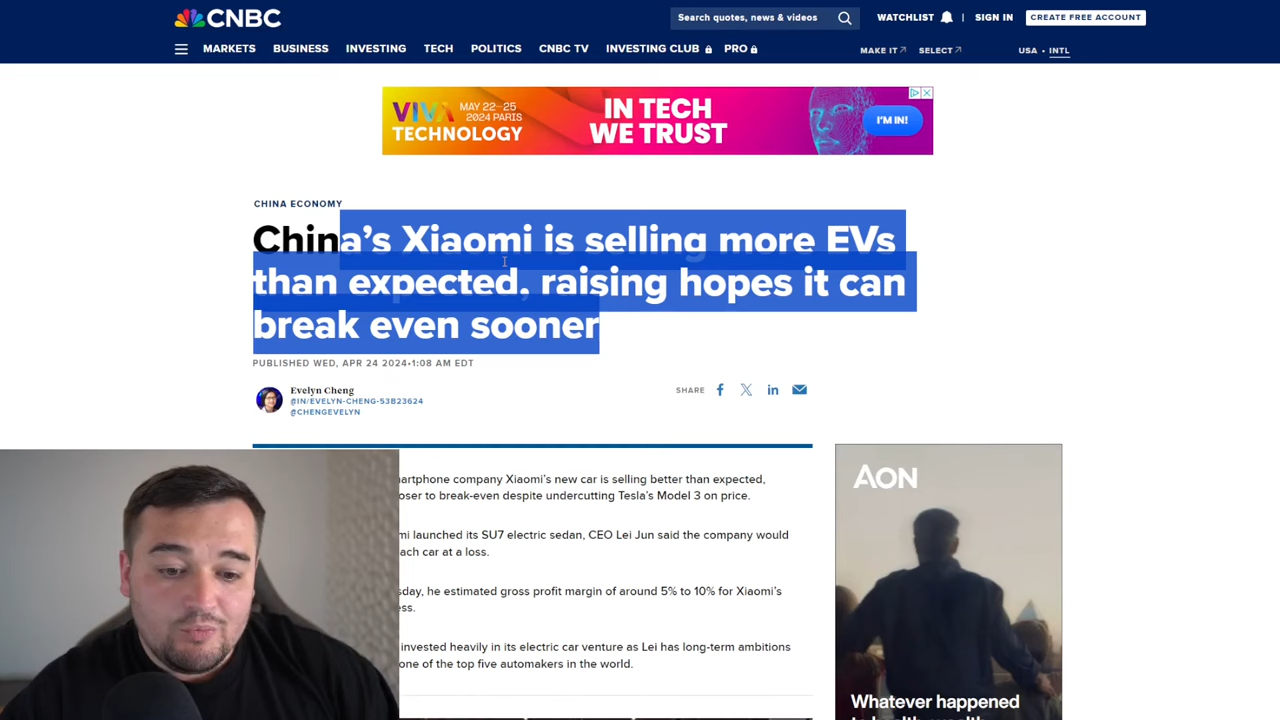 CNBC
Search quotes, news & videos
WATCHLIST
SIGN IN
CREATE FREE ACCOUNT
MARKETS BUSINESS INVESTING TECH POLITICS CNBC TV INVESTING CLUB PRO
MAKE IT SELECT
USA • INTL
VIVA TECHNOLOGY
MAY 22–25
2024 PARIS
IN TECH
WE TRUST
I'M IN!
CHINA ECONOMY
China's Xiaomi is selling more EVs
than expected, raising hopes it can
break even sooner
PUBLISHED WED, APR 24 2024•1:08 AM EDT
Evelyn Cheng
@IN/EVELYN-CHENG-53B23624
@CHENGEVELYN
SHARE
company Xiaomi's new car is selling better than expected,
to break-even despite undercutting Tesla's Model 3 on price.
launched its SU7 electric sedan, CEO Lei Jun said the company would
car at a loss.
he estimated gross profit margin of around 5% to 10% for Xiaomi's
invested heavily in its electric car venture as Lei has long-term ambitions
one of the top five automakers in the world.
AON
Whatever happened